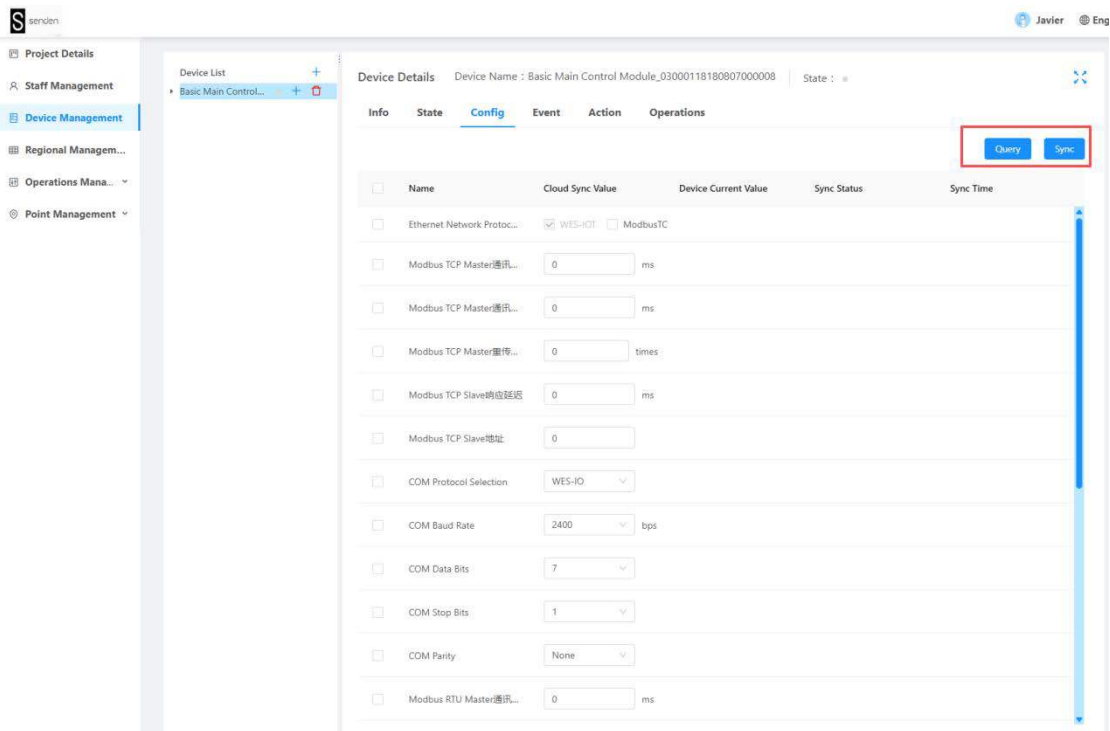 S senden
Javier Eng
Project Details
Staff Management
Device Management
Regional Managem...
Operations Mana...
Point Management
Device List
Basic Main Control...
Device Details Device Name : Basic Main Control Module_03000118180807000008 State :
Info State Config Event Action Operations
Query Sync
Name Cloud Sync Value Device Current Value Sync Status Sync Time
Ethernet Network Protoc... WES-IOT ModbusTC
Modbus TCP Master通讯... 0 ms
Modbus TCP Master通讯... 0 ms
Modbus TCP Master重传... 0 times
Modbus TCP Slave响应延迟 0 ms
Modbus TCP Slave地址 0
COM Protocol Selection WES-IO
COM Baud Rate 2400 bps
COM Data Bits 7
COM Stop Bits 1
COM Parity None
Modbus RTU Master通讯... 0 ms